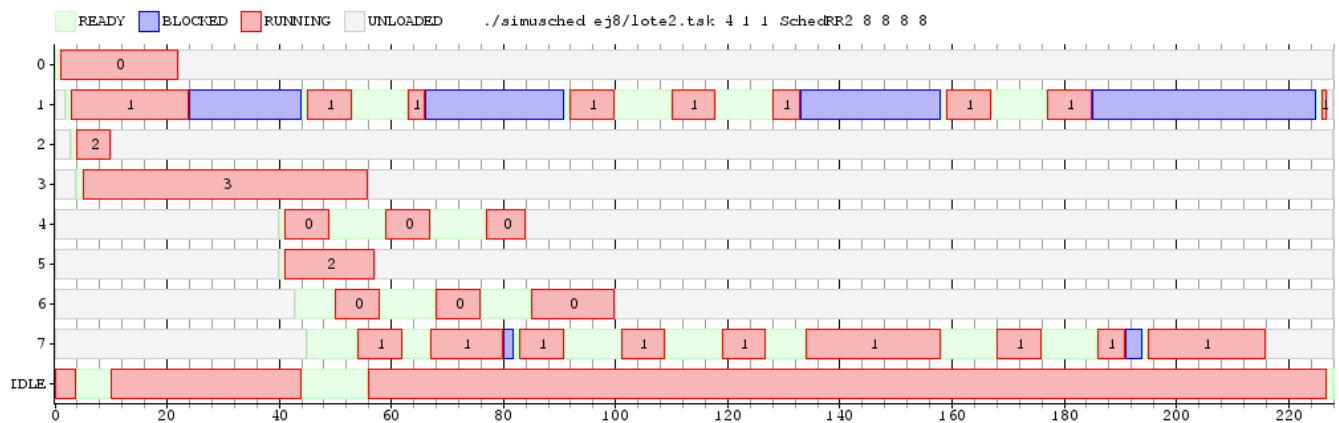 READY BLOCKED RUNNING UNLOADED ./simusched ej8/lote2.tsk 4 1 1 SchedRR2 8 8 8 8
0 0
1 1 1 1 1 1 1 1 1 1
2 2
3 3
4 0 0 0
5 2
6 0 0 0
7 1 1 1 1 1 1 1 1 1
IDLE
0 20 40 60 80 100 120 140 160 180 200 220